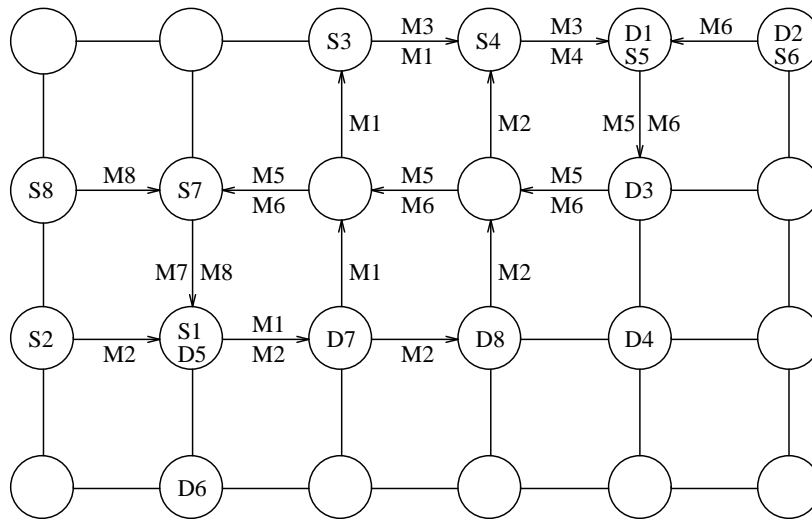 S3 M3 S4 M3 D1 M6 D2
M1 M4 S5 S6
M1 M2 M5 M6
S8 M8 S7 M5 M5 M5 D3
M6 M6 M6
M7 M8 M1 M2
S2 S1 M1 D7 D8 D4
M2 D5 M2 M2
D6